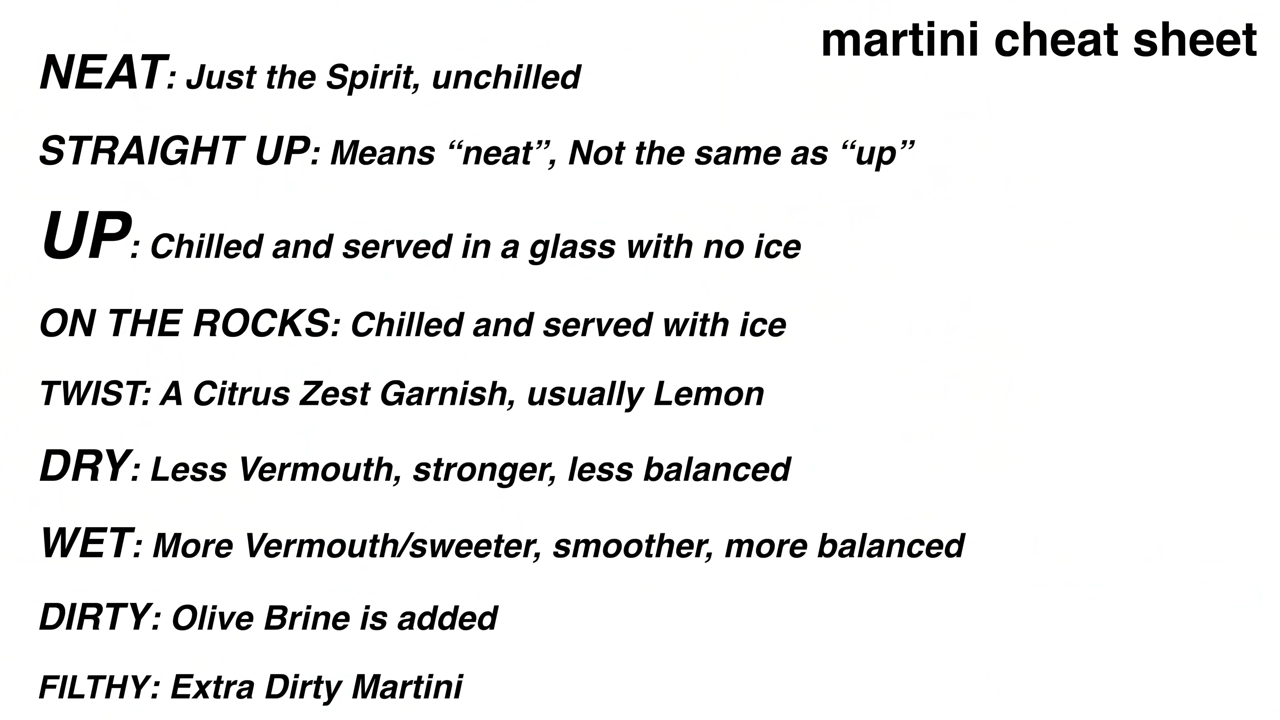 martini cheat sheet
NEAT: Just the Spirit, unchilled
STRAIGHT UP: Means “neat”, Not the same as “up”
UP: Chilled and served in a glass with no ice
ON THE ROCKS: Chilled and served with ice
TWIST: A Citrus Zest Garnish, usually Lemon
DRY: Less Vermouth, stronger, less balanced
WET: More Vermouth/sweeter, smoother, more balanced
DIRTY: Olive Brine is added
FILTHY: Extra Dirty Martini